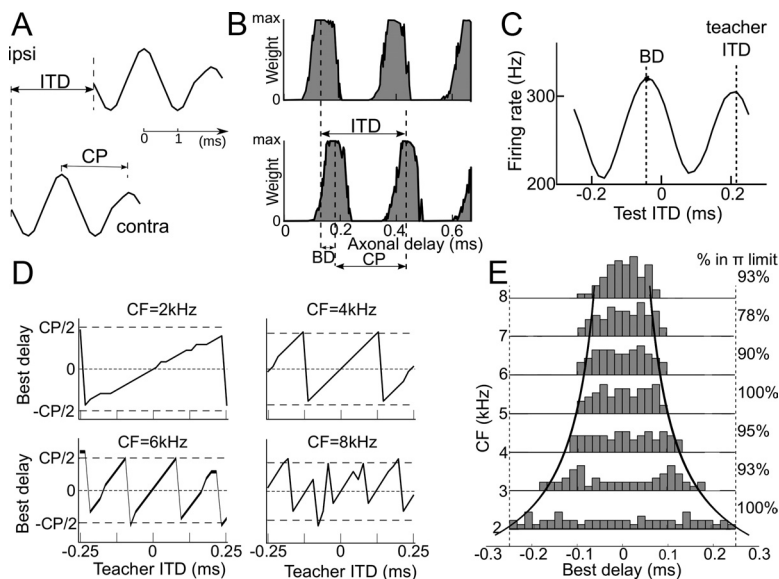 A
ipsi
ITD
0 1 (ms)
CP
contra
B
max
Weight
0
ITD
max
Weight
0
0 0.2 0.4 0.6
Axonal delay (ms)
BD
CP
C
teacher
BD ITD
Firing rate (Hz)
300
200
-0.2 0 0.2
Test ITD (ms)
D
CF=2kHz
CF=4kHz
Best delay
CP/2
0
-CP/2
CF=6kHz
CF=8kHz
Best delay
CP/2
0
-CP/2
-0.25 0 0.25
-0.25 0 0.25
Teacher ITD (ms)
Teacher ITD (ms)
E
% in π limit
93%
8
78%
7
90%
6
100%
5
95%
4
93%
3
100%
2
CF (kHz)
-0.3 -0.2 -0.1 0 0.1 0.2 0.3
Best delay (ms)